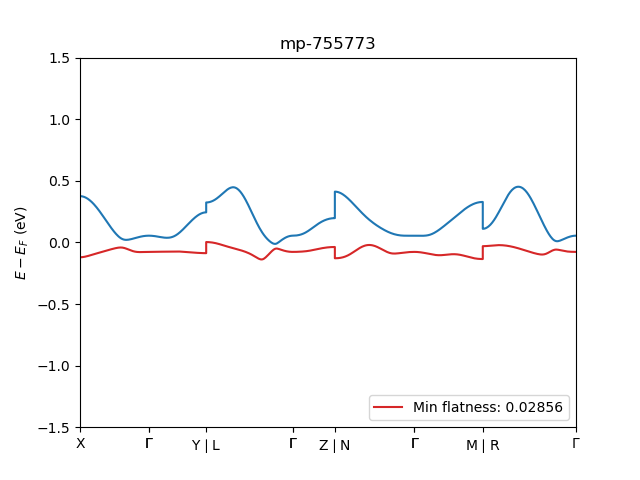 mp-755773
E − E_F (eV)
1.5
1.0
0.5
0.0
−0.5
−1.0
−1.5
Min flatness: 0.02856
X Γ Y | L Γ Z | N Γ M | R Γ